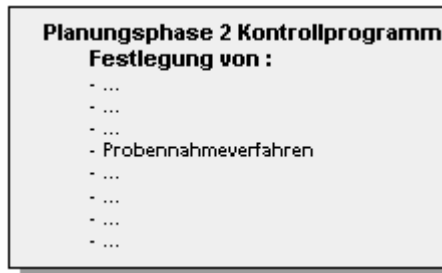 Planungsphase 2 Kontrollprogramm
Festlegung von :
- ...
- ...
- ...
- Probennahmeverfahren
- ...
- ...
- ...
- ...